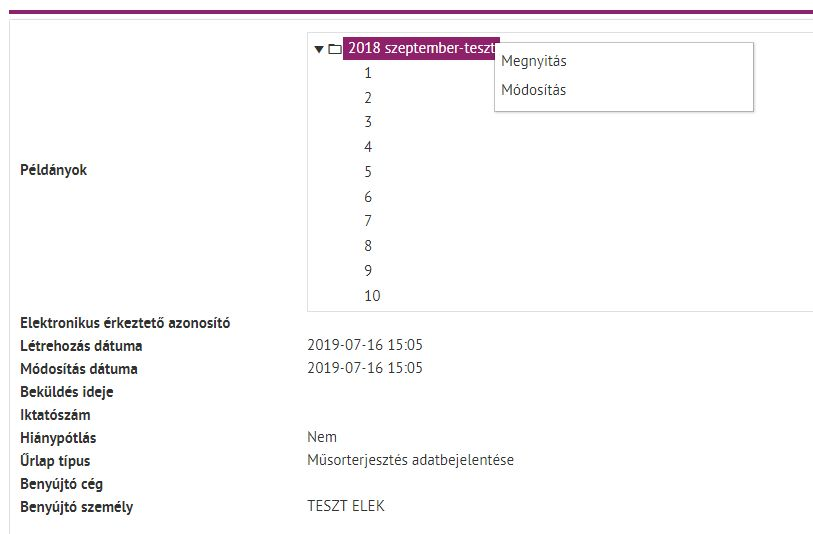 2018 szeptember-teszt
Megnyitás
Módosítás
1
2
3
4
Példányok
5
6
7
8
9
10
Elektronikus érkeztető azonosító
Létrehozás dátuma 2019-07-16 15:05
Módosítás dátuma 2019-07-16 15:05
Beküldés ideje
Iktatószám
Hiánypótlás Nem
Űrlap típus Műsorterjesztés adatbejelentése
Benyújtó cég
Benyújtó személy TESZT ELEK